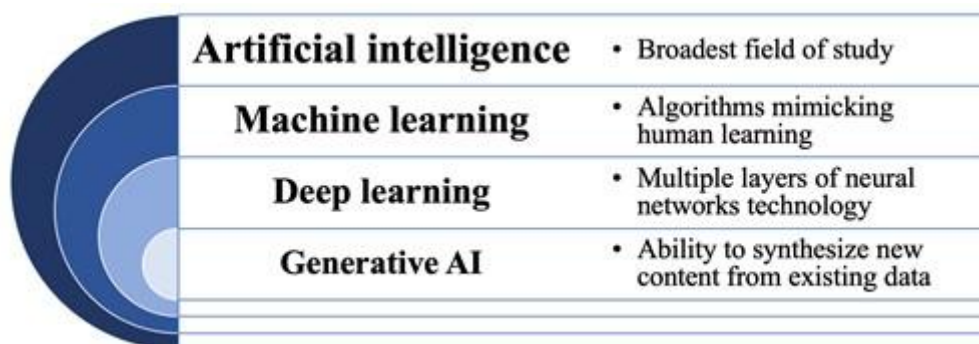 Artificial intelligence
• Broadest field of study
Machine learning
• Algorithms mimicking
human learning
Deep learning
• Multiple layers of neural
networks technology
Generative AI
• Ability to synthesize new
content from existing data